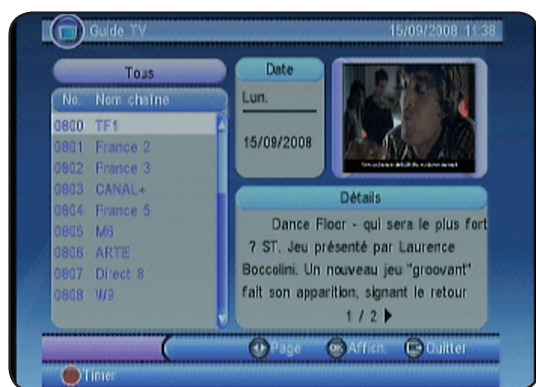 Guide TV 15/09/2008 11:38
Tous
No. Nom chaîne
0800 TF1
0801 France 2
0802 France 3
0803 CANAL+
0804 France 5
0805 M6
0806 ARTE
0807 Direct 8
0808 W9
Date
Lun.
15/09/2008
Détails
Dance Floor - qui sera le plus fort
? ST. Jeu présenté par Laurence
Boccolini. Un nouveau jeu "groovant"
fait son apparition, signant le retour
1 / 2
Page OK Affich. Quitter
Timer